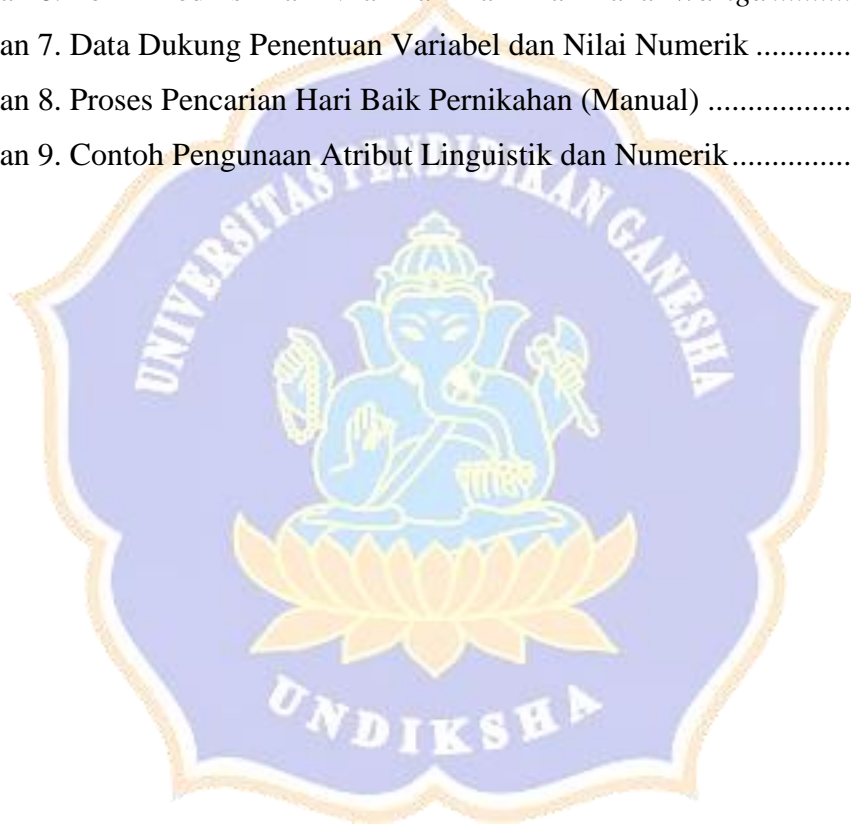 an 7. Data Dukung Penentuan Variabel dan Nilai Numerik ............
an 8. Proses Pencarian Hari Baik Pernikahan (Manual) ..................
an 9. Contoh Pengunaan Atribut Linguistik dan Numerik...............
UNIVERSITAS PENDIDIKAN GANESHA
UNDIKSHA